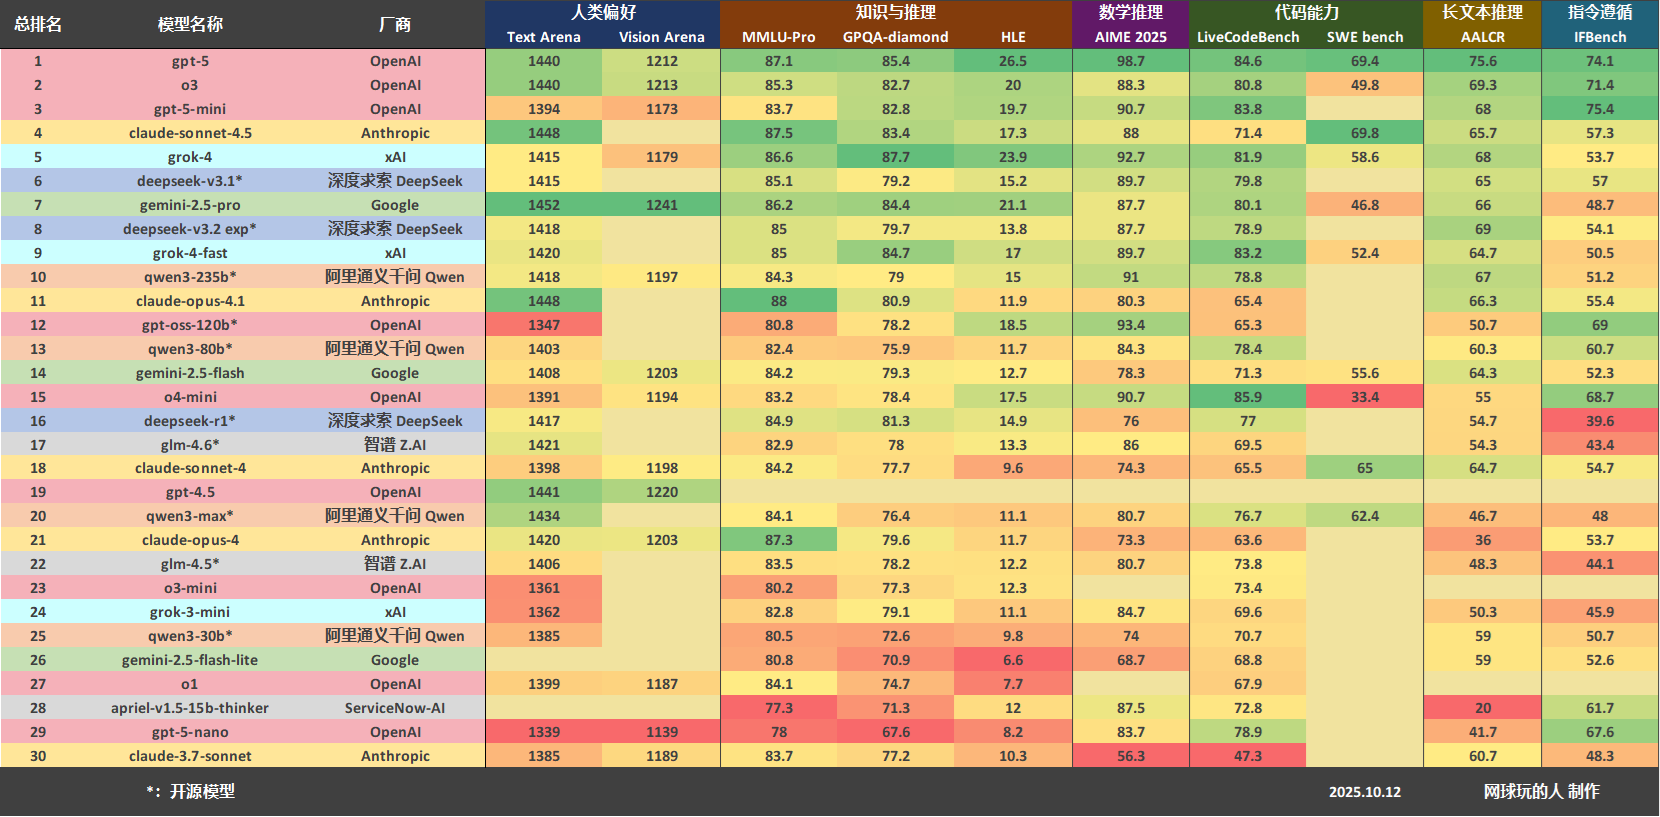 总排名 模型名称 厂商 人类偏好 知识与推理 数学推理 代码能力 长文本推理 指令遵循
Text Arena Vision Arena MMLU-Pro GPQA-diamond HLE AIME 2025 LiveCodeBench SWE bench AALCR IFBench
1 gpt-5 OpenAI 1440 1212 87.1 85.4 26.5 98.7 84.6 69.4 75.6 74.1
2 o3 OpenAI 1440 1213 85.3 82.7 20 88.3 80.8 49.8 69.3 71.4
3 gpt-5-mini OpenAI 1394 1173 83.7 82.8 19.7 90.7 83.8 68 75.4
4 claude-sonnet-4.5 Anthropic 1448 87.5 83.4 17.3 88 71.4 69.8 65.7 57.3
5 grok-4 xAI 1415 1179 86.6 87.7 23.9 92.7 81.9 58.6 68 53.7
6 deepseek-v3.1* 深度求索 DeepSeek 1415 85.1 79.2 15.2 89.7 79.8 65 57
7 gemini-2.5-pro Google 1452 1241 86.2 84.4 21.1 87.7 80.1 46.8 66 48.7
8 deepseek-v3.2 exp* 深度求索 DeepSeek 1418 85 79.7 13.8 87.7 78.9 69 54.1
9 grok-4-fast xAI 1420 85 84.7 17 89.7 83.2 52.4 64.7 50.5
10 qwen3-235b* 阿里通义千问 Qwen 1418 1197 84.3 79 15 91 78.8 67 51.2
11 claude-opus-4.1 Anthropic 1448 88 80.9 11.9 80.3 65.4 66.3 55.4
12 gpt-oss-120b* OpenAI 1347 80.8 78.2 18.5 93.4 65.3 50.7 69
13 qwen3-80b* 阿里通义千问 Qwen 1403 82.4 75.9 11.7 84.3 78.4 60.3 60.7
14 gemini-2.5-flash Google 1408 1203 84.2 79.3 12.7 78.3 71.3 55.6 64.3 52.3
15 o4-mini OpenAI 1391 1194 83.2 78.4 17.5 90.7 85.9 33.4 55 68.7
16 deepseek-r1* 深度求索 DeepSeek 1417 84.9 81.3 14.9 76 77 54.7 39.6
17 glm-4.6* 智谱 Z.AI 1421 82.9 78 13.3 86 69.5 54.3 43.4
18 claude-sonnet-4 Anthropic 1398 1198 84.2 77.7 9.6 74.3 65.5 65 64.7 54.7
19 gpt-4.5 OpenAI 1441 1220
20 qwen3-max* 阿里通义千问 Qwen 1434 84.1 76.4 11.1 80.7 76.7 62.4 46.7 48
21 claude-opus-4 Anthropic 1420 1203 87.3 79.6 11.7 73.3 63.6 36 53.7
22 glm-4.5* 智谱 Z.AI 1406 83.5 78.2 12.2 80.7 73.8 48.3 44.1
23 o3-mini OpenAI 1361 80.2 77.3 12.3 73.4
24 grok-3-mini xAI 1362 82.8 79.1 11.1 84.7 69.6 50.3 45.9
25 qwen3-30b* 阿里通义千问 Qwen 1385 80.5 72.6 9.8 74 70.7 59 50.7
26 gemini-2.5-flash-lite Google 80.8 70.9 6.6 68.7 68.8 59 52.6
27 o1 OpenAI 1399 1187 84.1 74.7 7.7 67.9
28 apriel-v1.5-15b-thinker ServiceNow-AI 77.3 71.3 12 87.5 72.8 20 61.7
29 gpt-5-nano OpenAI 1339 1139 78 67.6 8.2 83.7 78.9 41.7 67.6
30 claude-3.7-sonnet Anthropic 1385 1189 83.7 77.2 10.3 56.3 47.3 60.7 48.3
*：开源模型 2025.10.12 网球玩的人 制作